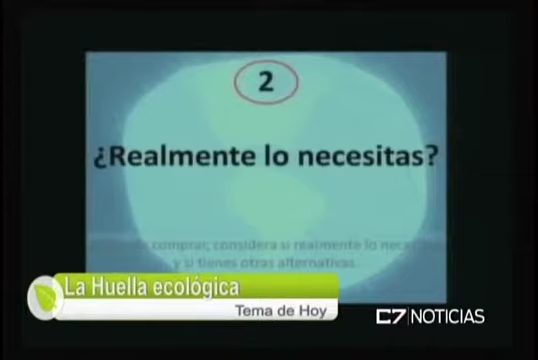 2
¿Realmente lo necesitas?
comprar, considera si realmente lo
y si tienes otras alternativas.
La Huella ecológica
Tema de Hoy
C7 NOTICIAS